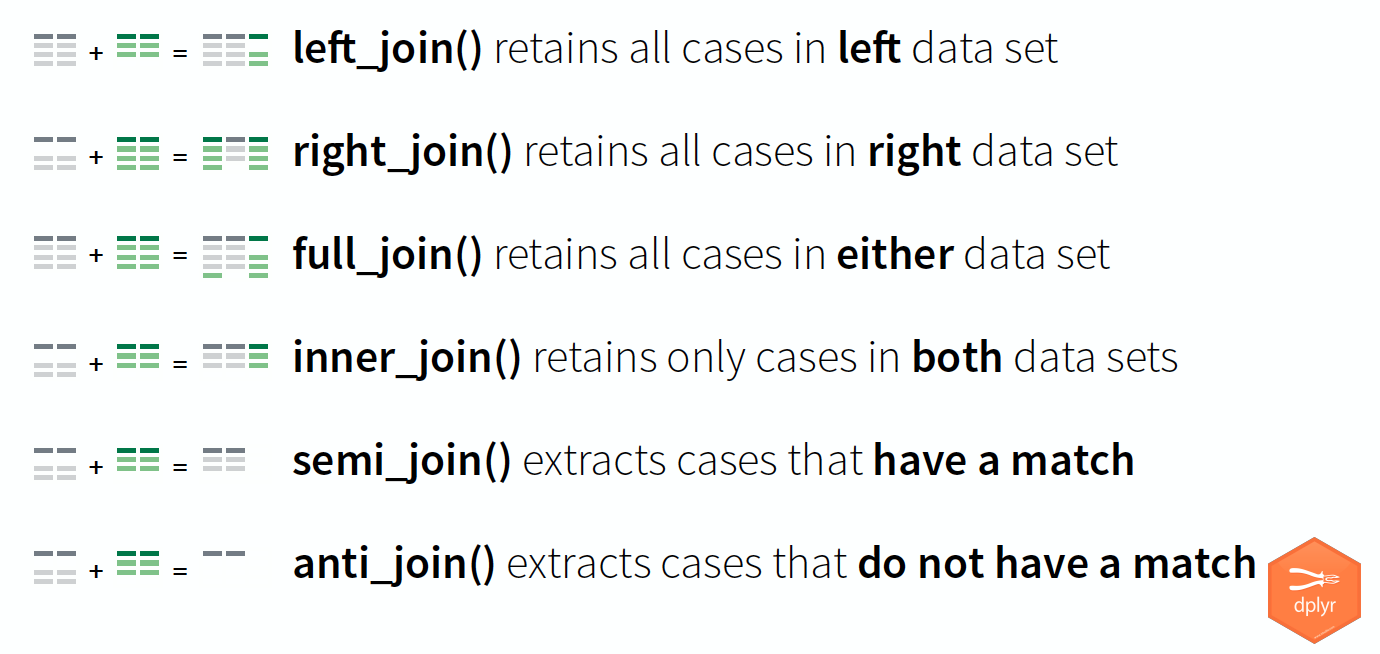 + = left_join() retains all cases in left data set
+ = right_join() retains all cases in right data set
+ = full_join() retains all cases in either data set
+ = inner_join() retains only cases in both data sets
+ = semi_join() extracts cases that have a match
+ = anti_join() extracts cases that do not have a match
dplyr